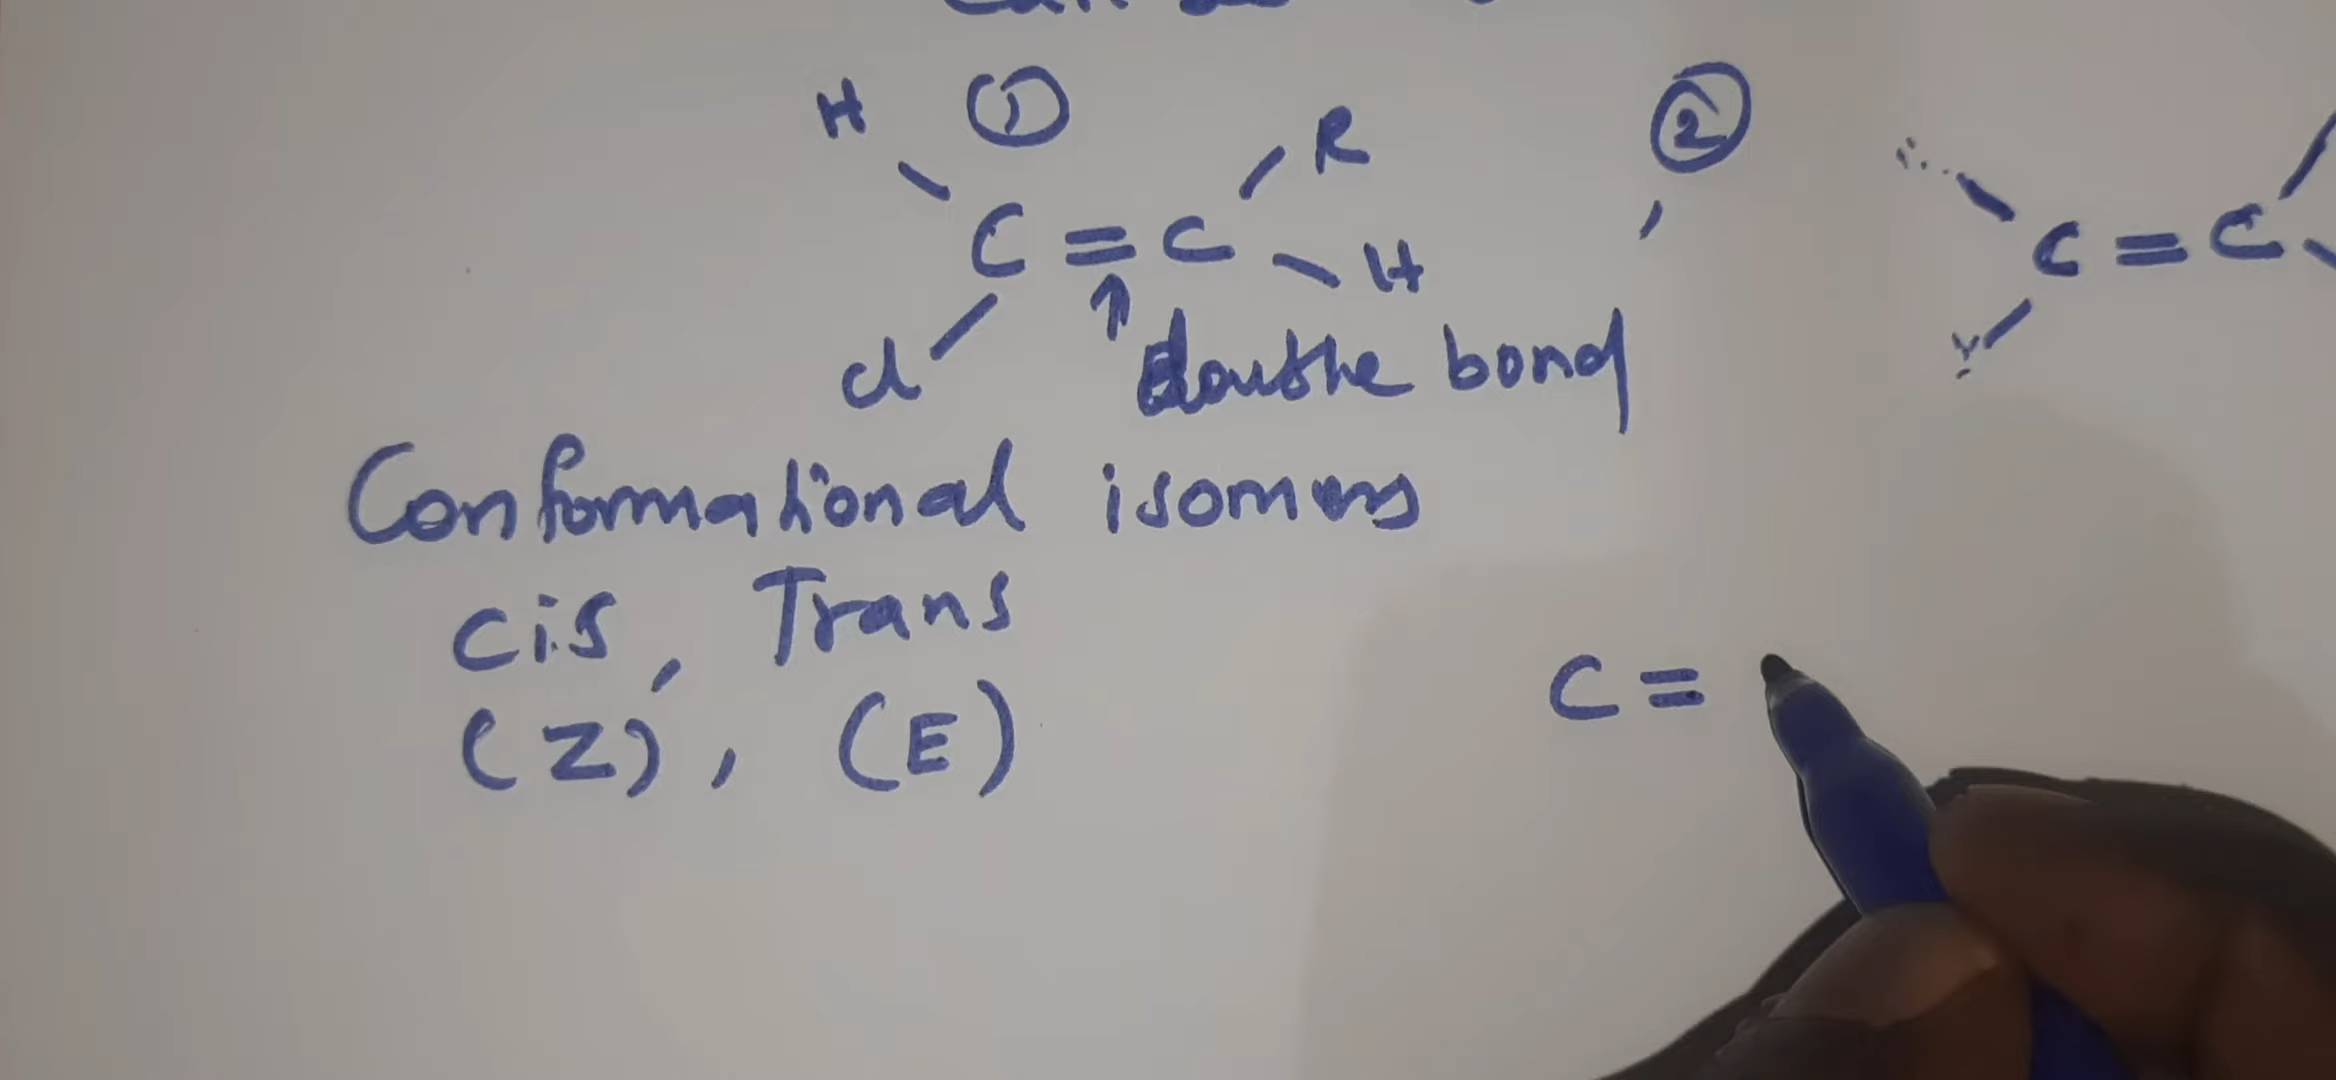 ① ②
H R
C = C H C = C
Cl double bond
Conformational isomers
cis, Trans
(Z), (E)
C =